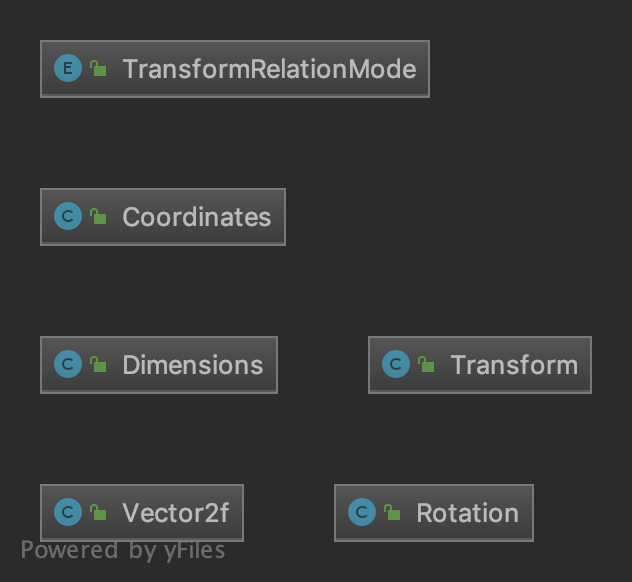 E TransformRelationMode
C Coordinates
C Dimensions
C Transform
C Vector2f
C Rotation
Powered by yFiles